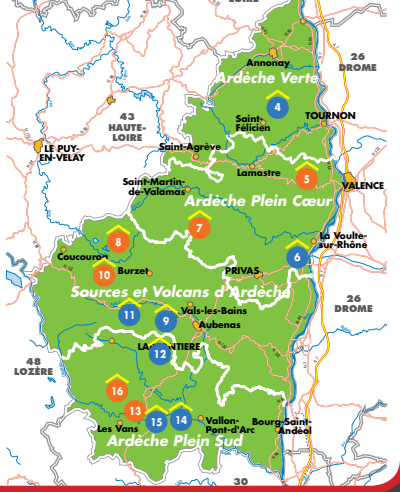 LOIRE
26
DROME
Annonay
Ardèche Verte
4
43
HAUTE-
LOIRE
Saint-
Félicien
TOURNON
LE PUY-
EN-VELAY
Saint-Agrève
Lamastre
5
Saint-Martin-
de-Valamas
VALENCE
Ardèche Plein Cœur
7
8
La Voulte-
sur-Rhône
6
Coucouron
10
Burzet
PRIVAS
Sources et Volcans d'Ardèche
26
DROME
11
9
Vals-les-Bains
Aubenas
12
48
LOZÈRE
16
13
15
14
Les Vans
Vallon-
Pont-d'Arc
Bourg-Saint-
Andéol
Ardèche Plein Sud
30